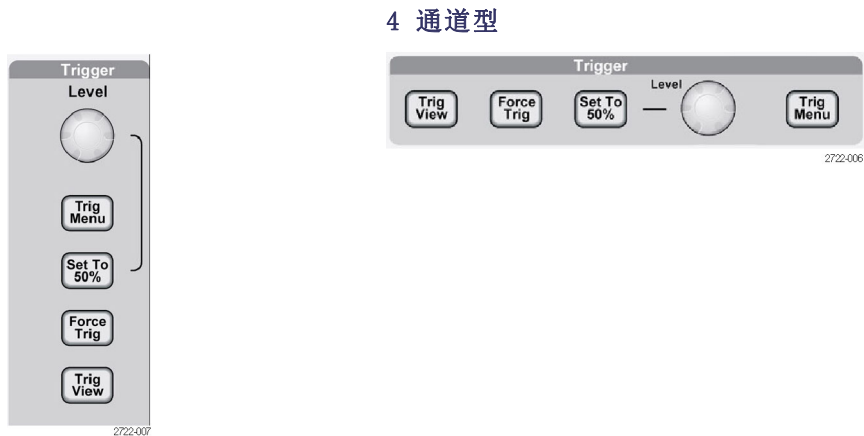 4 通道型
Trigger
Level
Trig
Menu
Set To
50%
Force
Trig
Trig
View
2722-007
Trigger
Trig
View
Force
Trig
Set To
50%
Level
Trig
Menu
2722-006